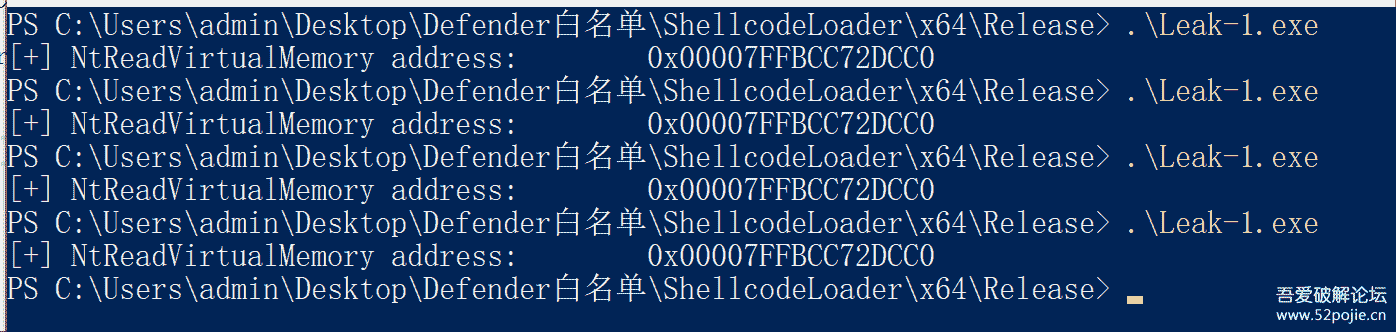 PS C:\Users\admin\Desktop\Defender白名单\ShellcodeLoader\x64\Release> .\Leak-1.exe
[+] NtReadVirtualMemory address: 0x00007FFBCC72DCC0
PS C:\Users\admin\Desktop\Defender白名单\ShellcodeLoader\x64\Release> .\Leak-1.exe
[+] NtReadVirtualMemory address: 0x00007FFBCC72DCC0
PS C:\Users\admin\Desktop\Defender白名单\ShellcodeLoader\x64\Release> .\Leak-1.exe
[+] NtReadVirtualMemory address: 0x00007FFBCC72DCC0
PS C:\Users\admin\Desktop\Defender白名单\ShellcodeLoader\x64\Release> .\Leak-1.exe
[+] NtReadVirtualMemory address: 0x00007FFBCC72DCC0
PS C:\Users\admin\Desktop\Defender白名单\ShellcodeLoader\x64\Release>
吾爱破解论坛
www.52pojie.cn